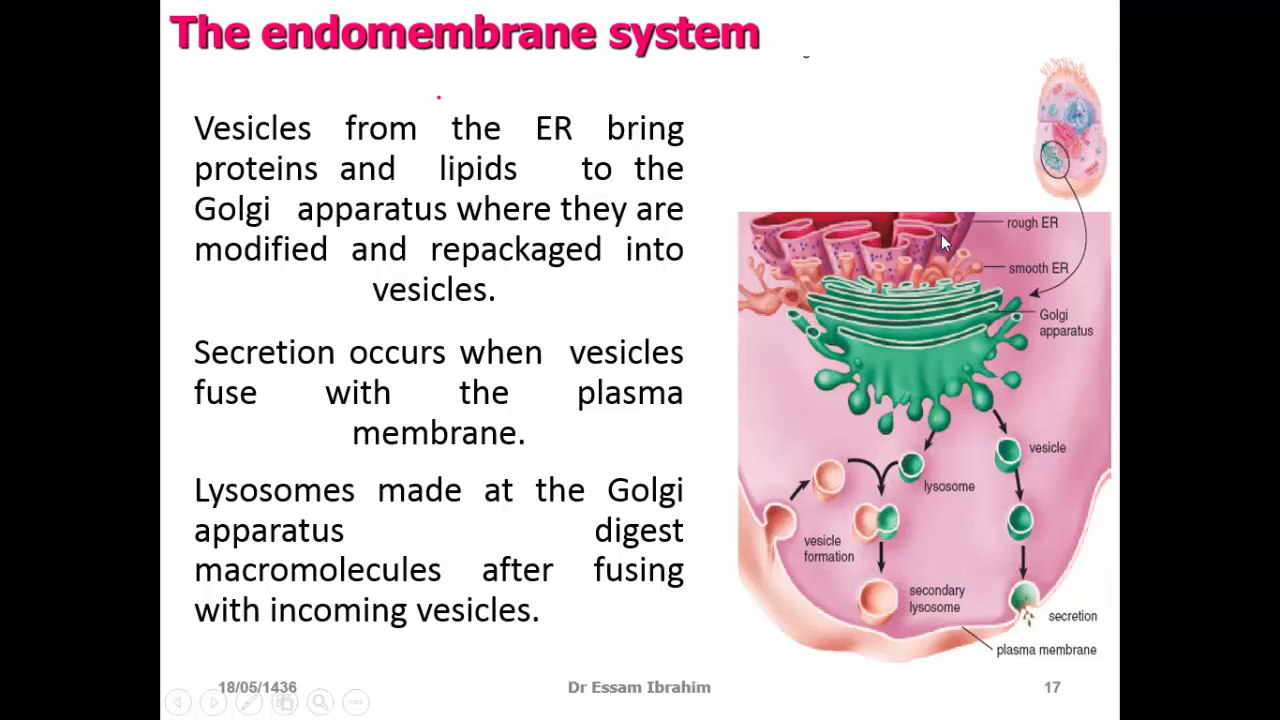 The endomembrane system
Vesicles from the ER bring
proteins and lipids to the
Golgi apparatus where they are
modified and repackaged into
vesicles.
Secretion occurs when vesicles
fuse with the plasma
membrane.
Lysosomes made at the Golgi
apparatus digest
macromolecules after fusing
with incoming vesicles.
rough ER
smooth ER
Golgi
apparatus
vesicle
lysosome
vesicle
formation
secondary
lysosome
secretion
plasma membrane
18/05/1436
Dr Essam Ibrahim
17